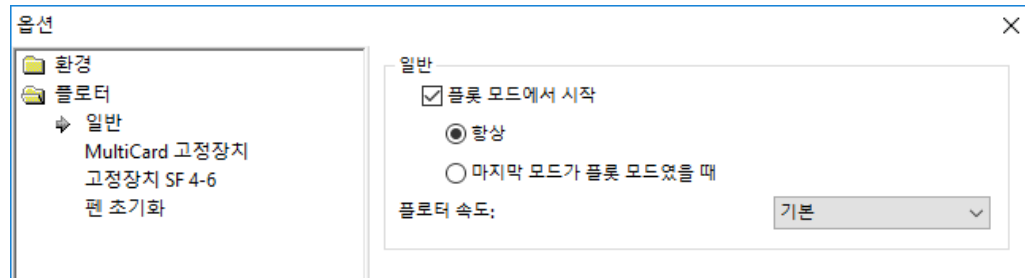 옵션
환경
플로터
일반
MultiCard 고정장치
고정장치 SF 4-6
펜 초기화
일반
플롯 모드에서 시작
항상
마지막 모드가 플롯 모드였을 때
플로터 속도: 기본